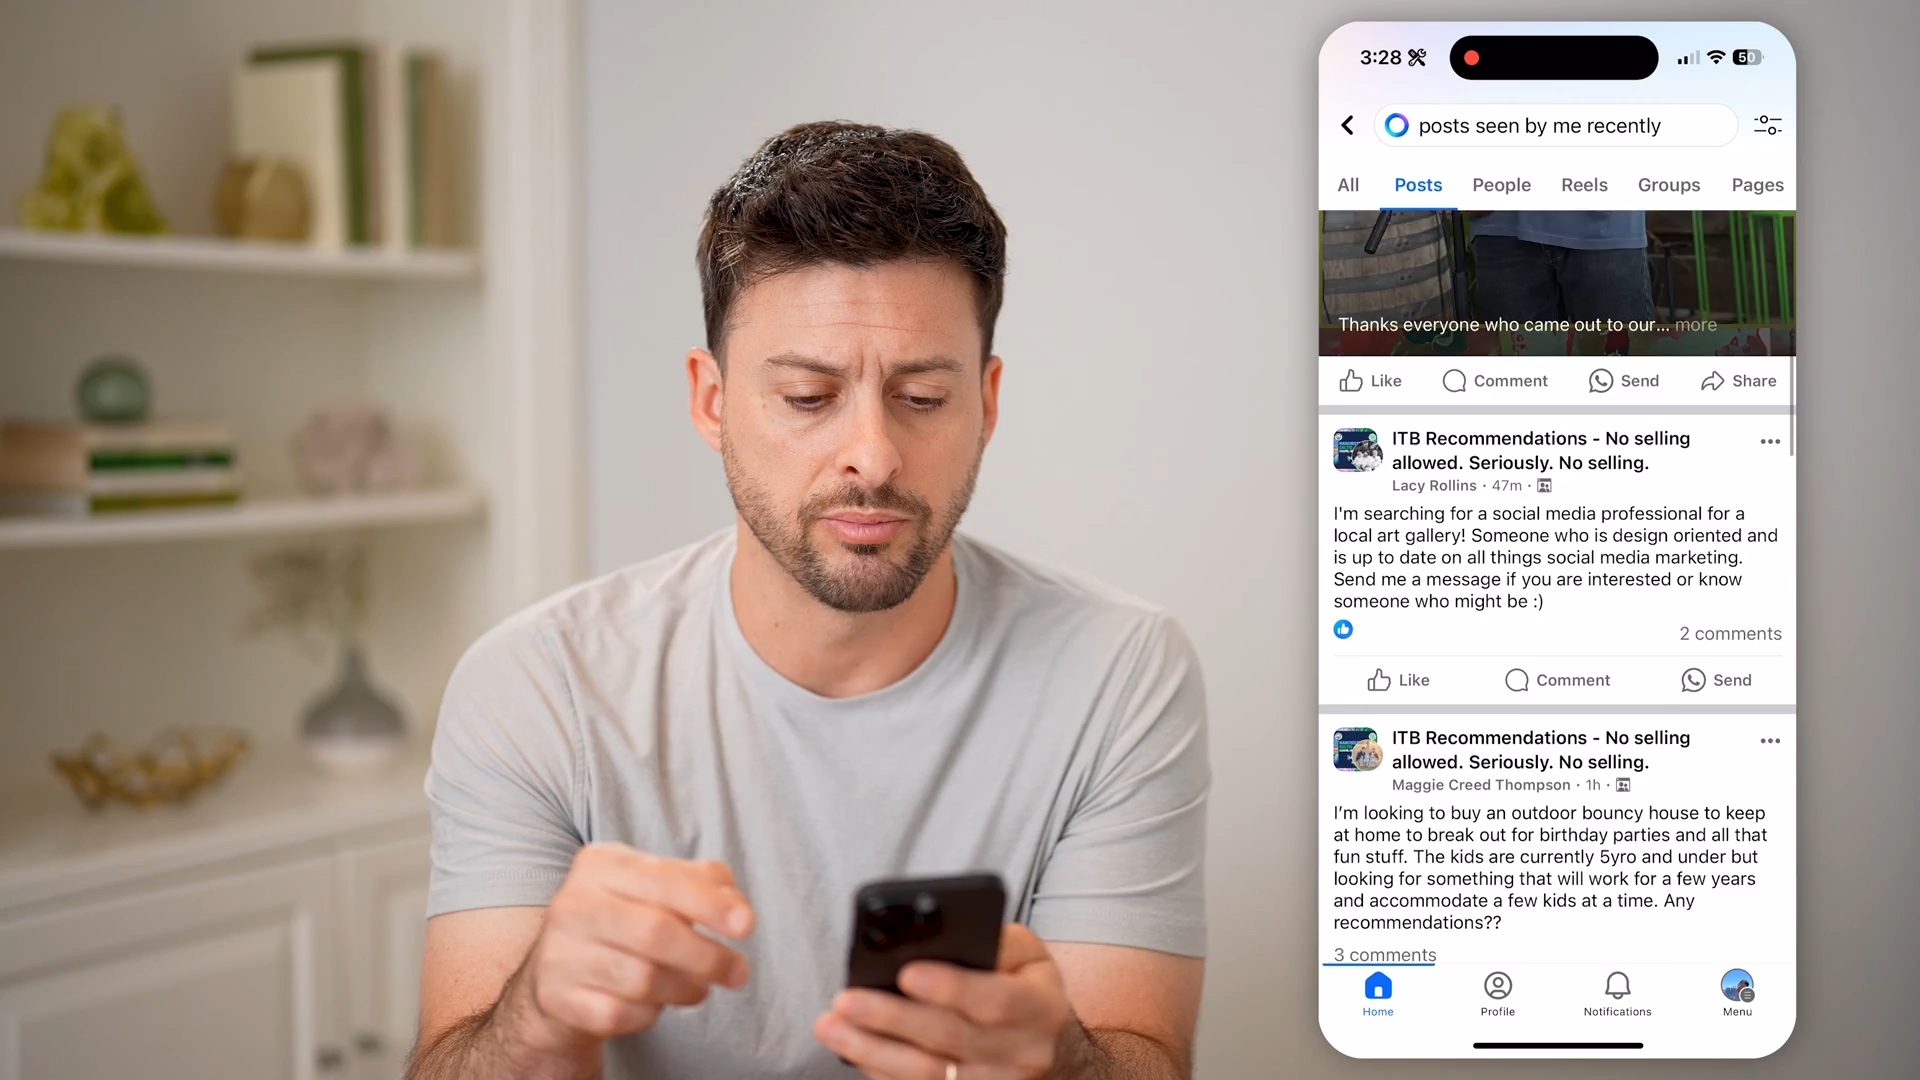 3:28
50
posts seen by me recently
All Posts People Reels Groups Pages
Thanks everyone who came out to our... more
Like Comment Send Share
ITB Recommendations - No selling
allowed. Seriously. No selling.
Lacy Rollins · 47m ·
I'm searching for a social media professional for a
local art gallery! Someone who is design oriented and
is up to date on all things social media marketing.
Send me a message if you are interested or know
someone who might be :)
2 comments
Like Comment Send
ITB Recommendations - No selling
allowed. Seriously. No selling.
Maggie Creed Thompson · 1h ·
I'm looking to buy an outdoor bouncy house to keep
at home to break out for birthday parties and all that
fun stuff. The kids are currently 5yro and under but
looking for something that will work for a few years
and accommodate a few kids at a time. Any
recommendations??
3 comments
Home Profile Notifications Menu